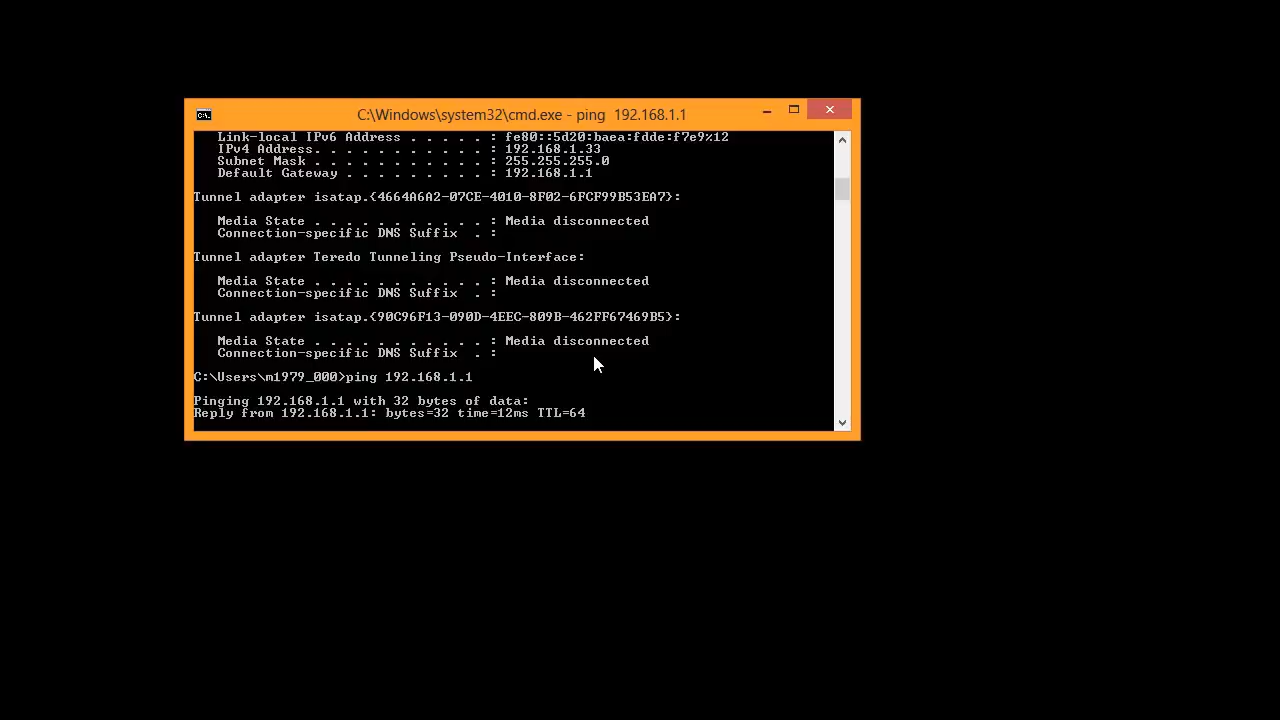 C:\Windows\system32\cmd.exe - ping 192.168.1.1
Link-local IPv6 Address . . . . . : fe80::5d20:baea:fdde:f7e9%12
IPv4 Address. . . . . . . . . . . : 192.168.1.33
Subnet Mask . . . . . . . . . . . : 255.255.255.0
Default Gateway . . . . . . . . . : 192.168.1.1
Tunnel adapter isatap.{4664A6A2-07CE-4010-8F02-6FCF99B53EA7}:
Media State . . . . . . . . . . . : Media disconnected
Connection-specific DNS Suffix  . :
Tunnel adapter Teredo Tunneling Pseudo-Interface:
Media State . . . . . . . . . . . : Media disconnected
Connection-specific DNS Suffix  . :
Tunnel adapter isatap.{90C96F13-090D-4EEC-809B-462FF67469B5}:
Media State . . . . . . . . . . . : Media disconnected
Connection-specific DNS Suffix  . :
C:\Users\m1979_000>ping 192.168.1.1
Pinging 192.168.1.1 with 32 bytes of data:
Reply from 192.168.1.1: bytes=32 time=12ms TTL=64